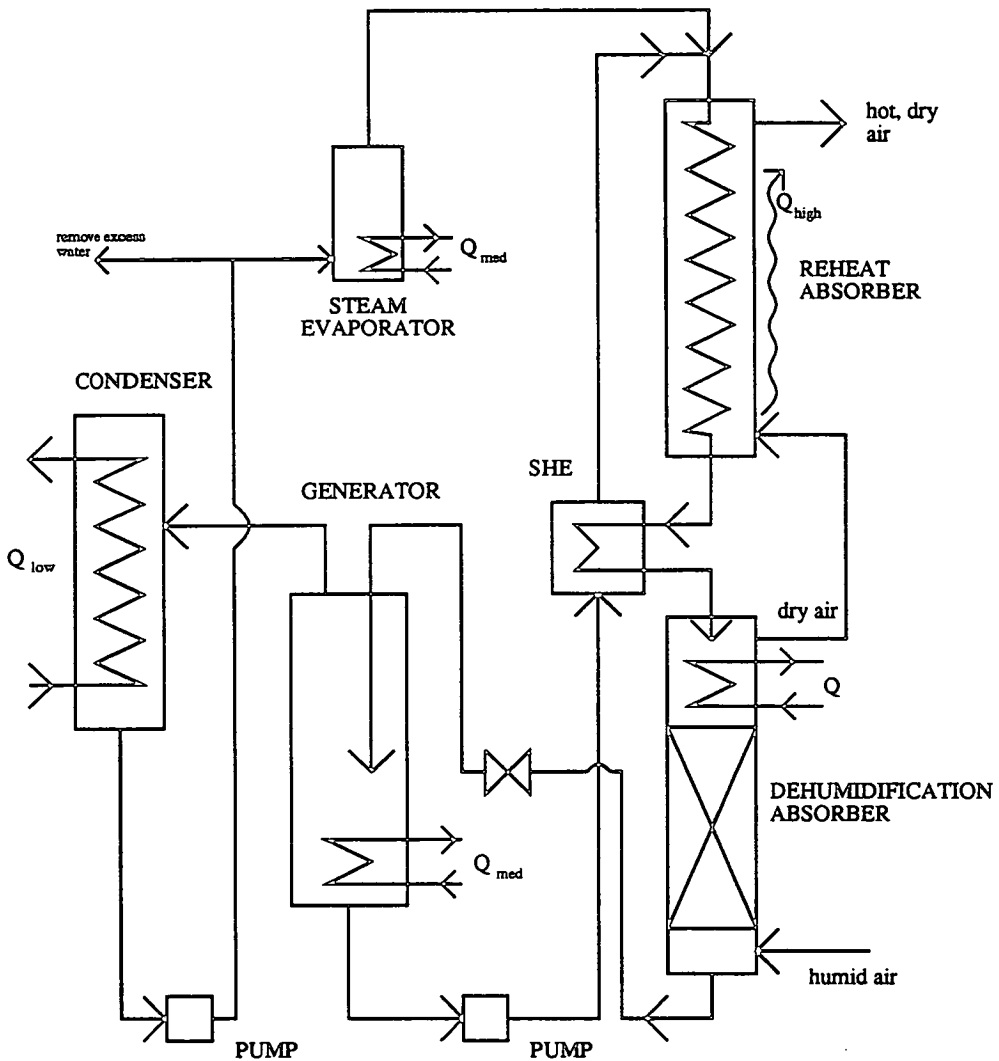 hot, dry
air
Q high
remove excess
water
Q med
REHEAT
ABSORBER
STEAM
EVAPORATOR
CONDENSER
SHE
GENERATOR
Q low
dry air
Q
DEHUMIDIFICATION
ABSORBER
Q med
humid air
PUMP
PUMP